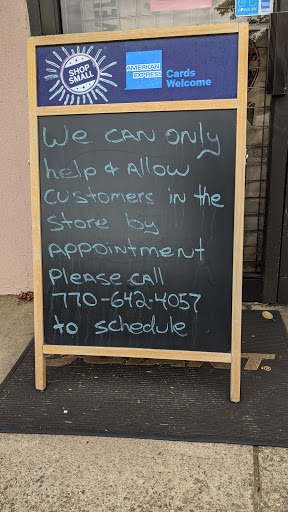 SHOP
SMALL
AMERICAN
EXPRESS
Cards
Welcome
We can only
help & Allow
customers in the
store by
appointment
Please call
770-642-4057
to schedule